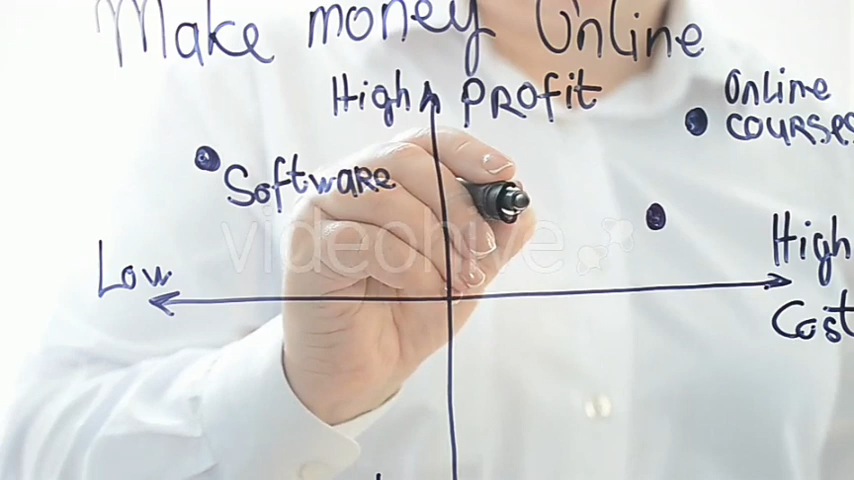 Make money Online
High Profit
Online
courses
Software
videohive
High
Low
Cost